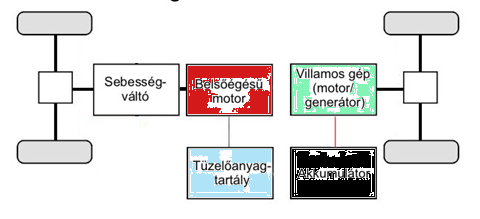 Sebesség-
váltó
Belsőégésű
motor
Villamos gép
(motor/
generátor)
Tüzelőanyag-
tartály
Akkumulátor